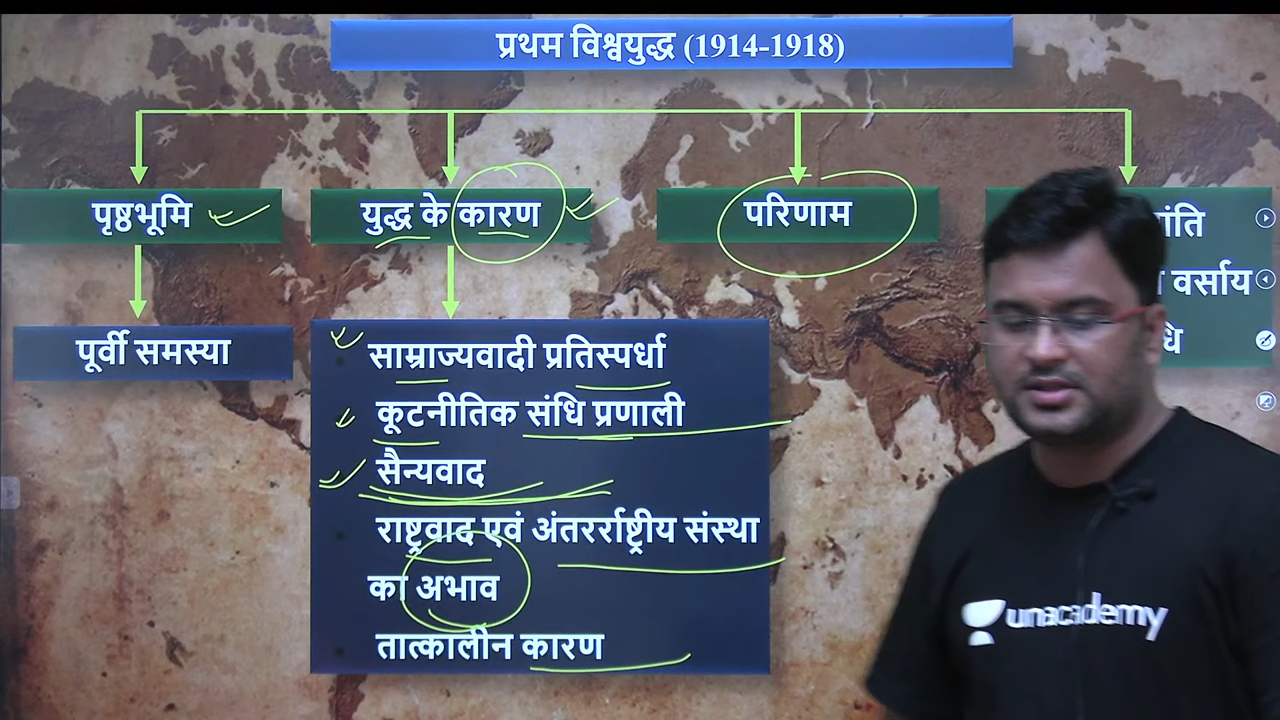 प्रथम विश्वयुद्ध (1914-1918)
पृष्ठभूमि
युद्ध के कारण
परिणाम
पूर्वी समस्या
वर्साय
साम्राज्यवादी प्रतिस्पर्धा
कूटनीतिक संधि प्रणाली
सैन्यवाद
राष्ट्रवाद एवं अंतरर्राष्ट्रीय संस्था
का अभाव
तात्कालीन कारण
unacademy